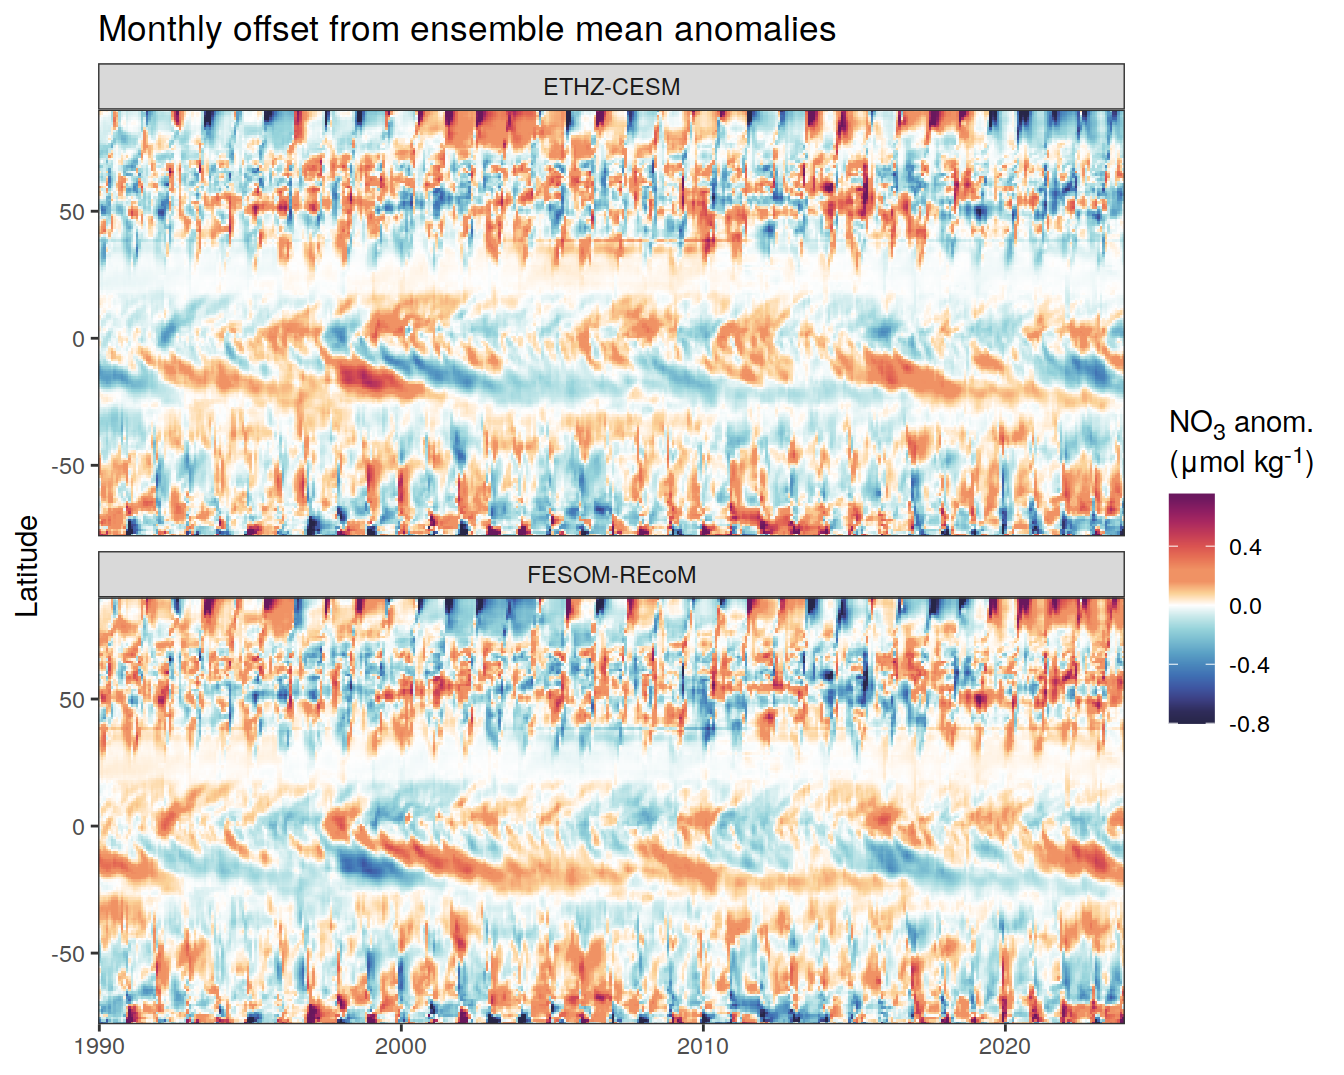 Monthly offset from ensemble mean anomalies
ETHZ-CESM
50
0
-50
FESOM-REcoM
50
0
-50
1990 2000 2010 2020
Latitude
NO3 anom.
(µmol kg-1)
0.4
0.0
-0.4
-0.8